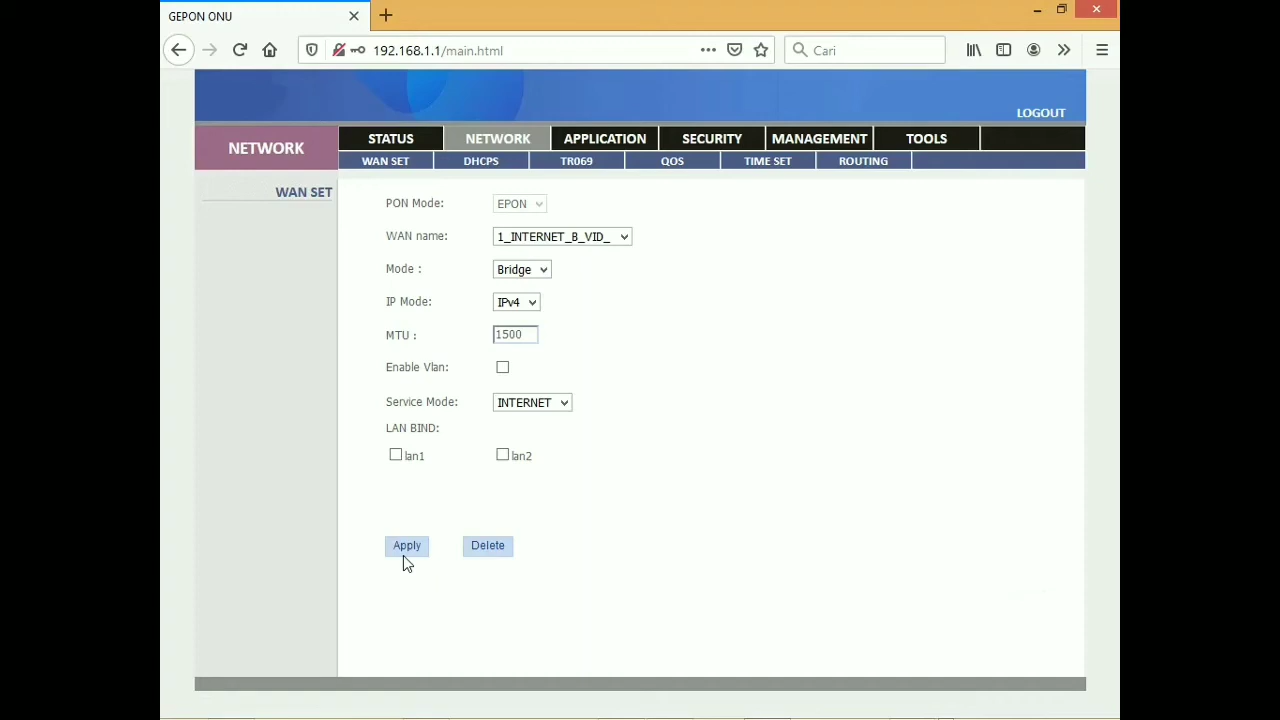 GEPON ONU
192.168.1.1/main.html
Cari
LOGOUT
NETWORK
STATUS NETWORK APPLICATION SECURITY MANAGEMENT TOOLS
WAN SET DHCPS TR069 QOS TIME SET ROUTING
WAN SET
PON Mode: EPON
WAN name: 1_INTERNET_B_VID_
Mode : Bridge
IP Mode: IPv4
MTU : 1500
Enable Vlan:
Service Mode: INTERNET
LAN BIND:
lan1 lan2
Apply Delete